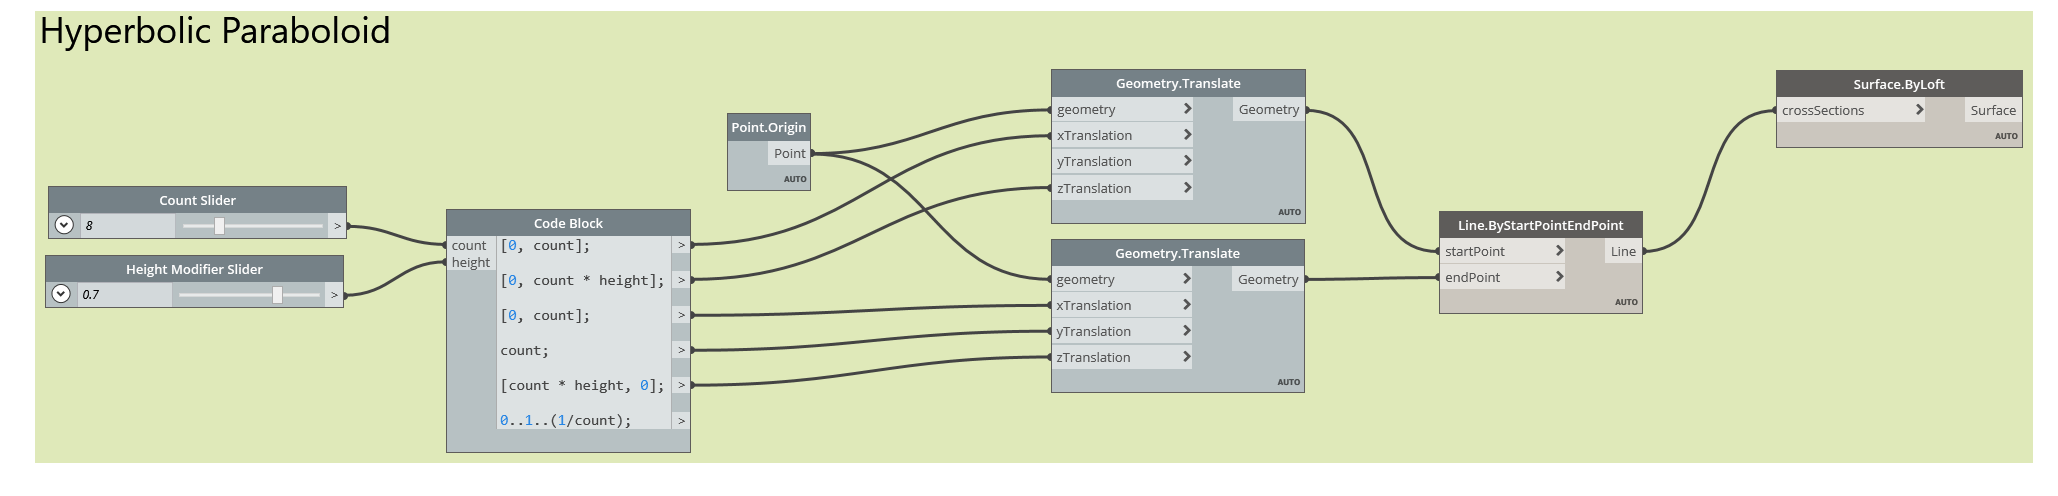 Hyperbolic Paraboloid
Count Slider
8
>
Height Modifier Slider
0.7
>
Code Block
count
height
[0, count];
>
[0, count * height];
>
[0, count];
>
count;
>
[count * height, 0];
>
0..1..(1/count);
>
Point.Origin
Point
AUTO
Geometry.Translate
geometry
Geometry
xTranslation
yTranslation
zTranslation
AUTO
Geometry.Translate
geometry
Geometry
xTranslation
yTranslation
zTranslation
AUTO
Line.ByStartPointEndPoint
startPoint
Line
endPoint
AUTO
Surface.ByLoft
crossSections
Surface
AUTO